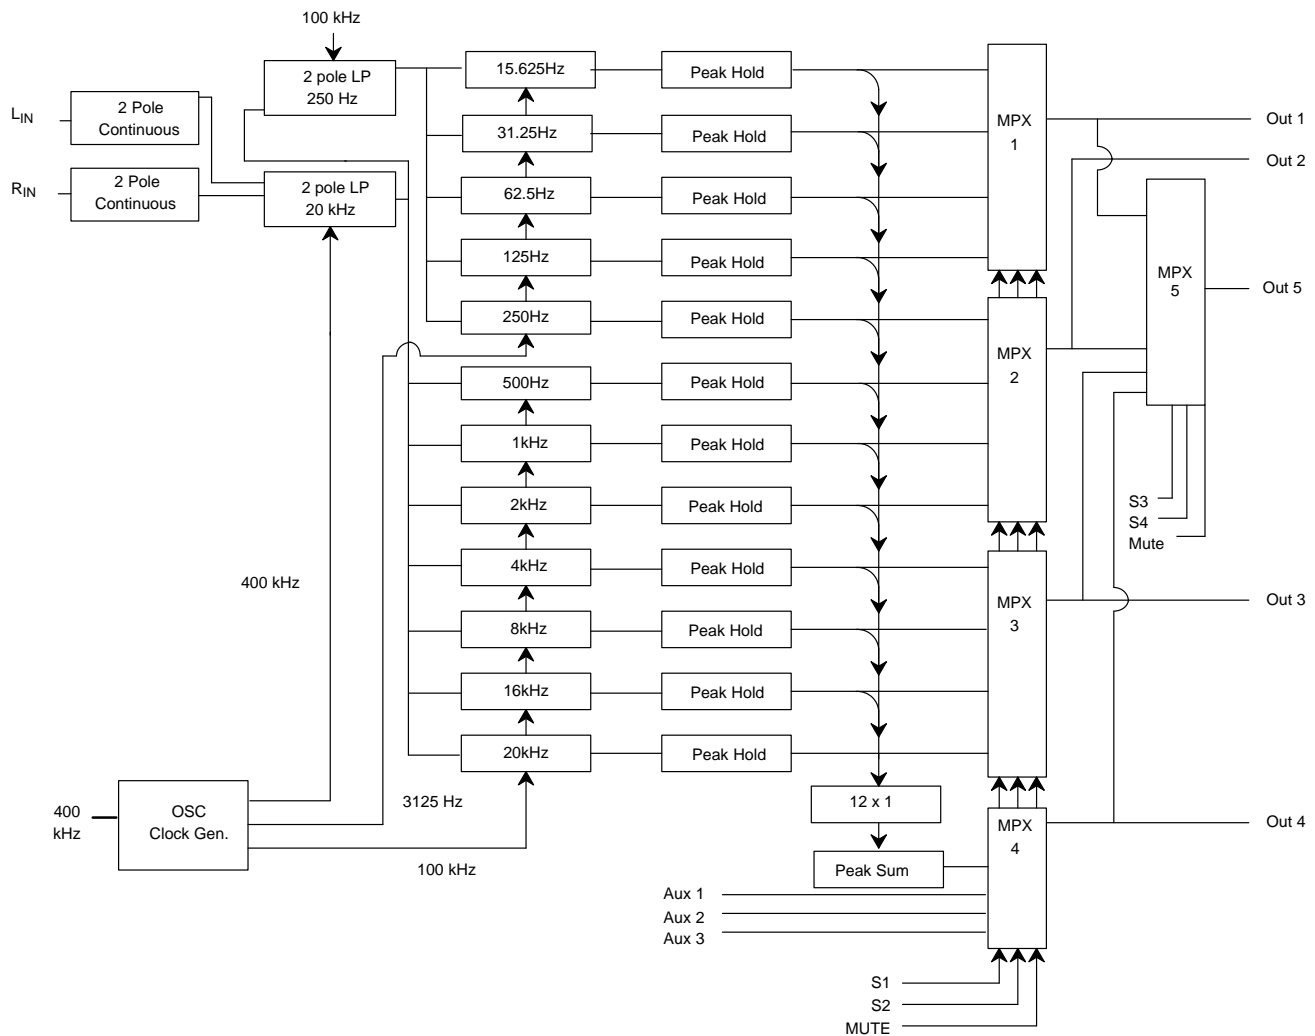 100 kHz
2 pole LP
250 Hz
15.625Hz
Peak Hold
MPX
1
L_IN
2 Pole
Continuous
31.25Hz
Peak Hold
Out 1
Out 2
R_IN
2 Pole
Continuous
2 pole LP
20 kHz
62.5Hz
Peak Hold
125Hz
Peak Hold
MPX
5
Out 5
250Hz
Peak Hold
MPX
2
500Hz
Peak Hold
1kHz
Peak Hold
2kHz
Peak Hold
S3
S4
Mute
400 kHz
4kHz
Peak Hold
MPX
3
Out 3
8kHz
Peak Hold
16kHz
Peak Hold
20kHz
Peak Hold
400
kHz
OSC
Clock Gen.
3125 Hz
100 kHz
12 x 1
Peak Sum
MPX
4
Out 4
Aux 1
Aux 2
Aux 3
S1
S2
MUTE